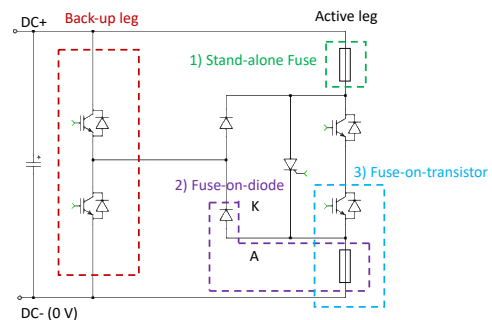 Back-up leg
Active leg
DC+
1) Stand-alone Fuse
+
3) Fuse-on-transistor
2) Fuse-on-diode
K
A
DC- (0 V)